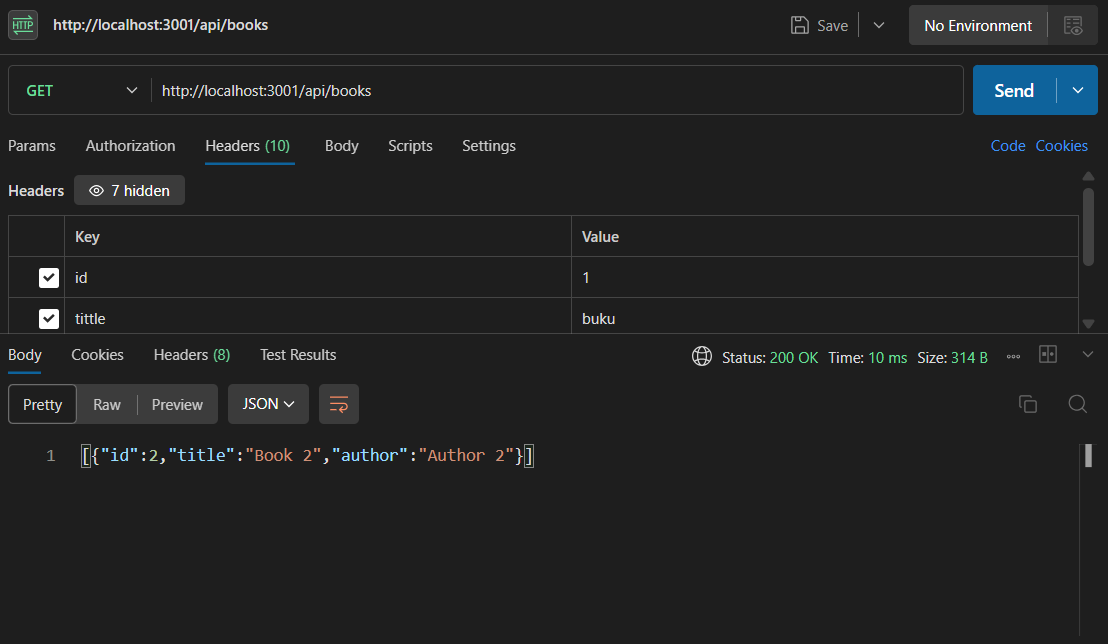 HTTP http://localhost:3001/api/books Save No Environment
GET http://localhost:3001/api/books Send
Params Authorization Headers (10) Body Scripts Settings Code Cookies
Headers 7 hidden
Key Value
id 1
tittle buku
Body Cookies Headers (8) Test Results Status: 200 OK Time: 10 ms Size: 314 B
Pretty Raw Preview JSON
1 [{"id":2,"title":"Book 2","author":"Author 2"}]